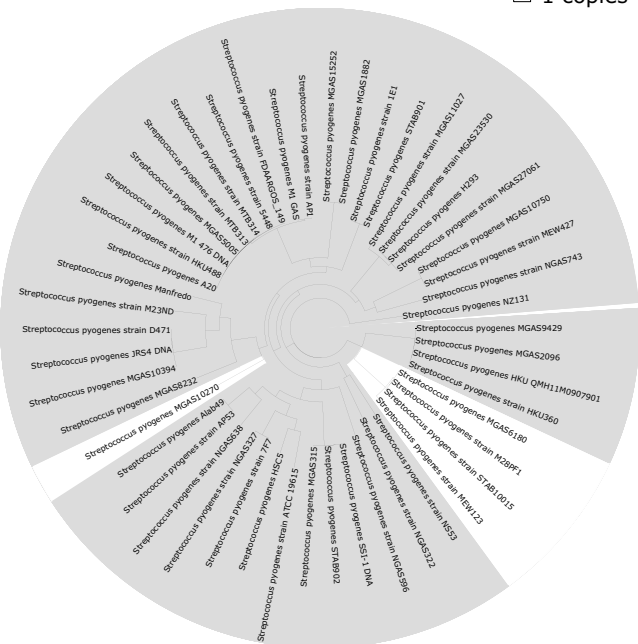 1 copies
Streptococcus pyogenes MGAS15252
Streptococcus pyogenes MGAS1882
Streptococcus pyogenes strain 1E1
Streptococcus pyogenes STAB901
Streptococcus pyogenes strain MGAS11027
Streptococcus pyogenes strain MGAS23530
Streptococcus pyogenes H293
Streptococcus pyogenes strain MGAS27061
Streptococcus pyogenes MGAS10750
Streptococcus pyogenes strain MEW427
Streptococcus pyogenes strain NGAS743
Streptococcus pyogenes NZ131
Streptococcus pyogenes MGAS9429
Streptococcus pyogenes MGAS2096
Streptococcus pyogenes HKU QMH11M0907901
Streptococcus pyogenes strain HKU360
Streptococcus pyogenes MGAS6180
Streptococcus pyogenes strain M28PF1
Streptococcus pyogenes strain STAB10015
Streptococcus pyogenes strain MEW123
Streptococcus pyogenes strain NS53
Streptococcus pyogenes strain NGAS322
Streptococcus pyogenes strain NGAS596
Streptococcus pyogenes SSI-1 DNA
Streptococcus pyogenes STAB902
Streptococcus pyogenes MGAS315
Streptococcus pyogenes strain ATCC 19615
Streptococcus pyogenes HSC5
Streptococcus pyogenes strain 7F7
Streptococcus pyogenes strain NGAS327
Streptococcus pyogenes strain NGAS638
Streptococcus pyogenes strain AP53
Streptococcus pyogenes Alab49
Streptococcus pyogenes MGAS10270
Streptococcus pyogenes MGAS8232
Streptococcus pyogenes MGAS10394
Streptococcus pyogenes JRS4 DNA
Streptococcus pyogenes strain D471
Streptococcus pyogenes strain M23ND
Streptococcus pyogenes Manfredo
Streptococcus pyogenes A20
Streptococcus pyogenes strain HKU488
Streptococcus pyogenes M1 476 DNA
Streptococcus pyogenes MGAS5005
Streptococcus pyogenes strain MTB313
Streptococcus pyogenes strain MTB314
Streptococcus pyogenes strain 5448
Streptococcus pyogenes strain FDAARGOS_149
Streptococcus pyogenes M1 GAS
Streptococcus pyogenes strain AP1